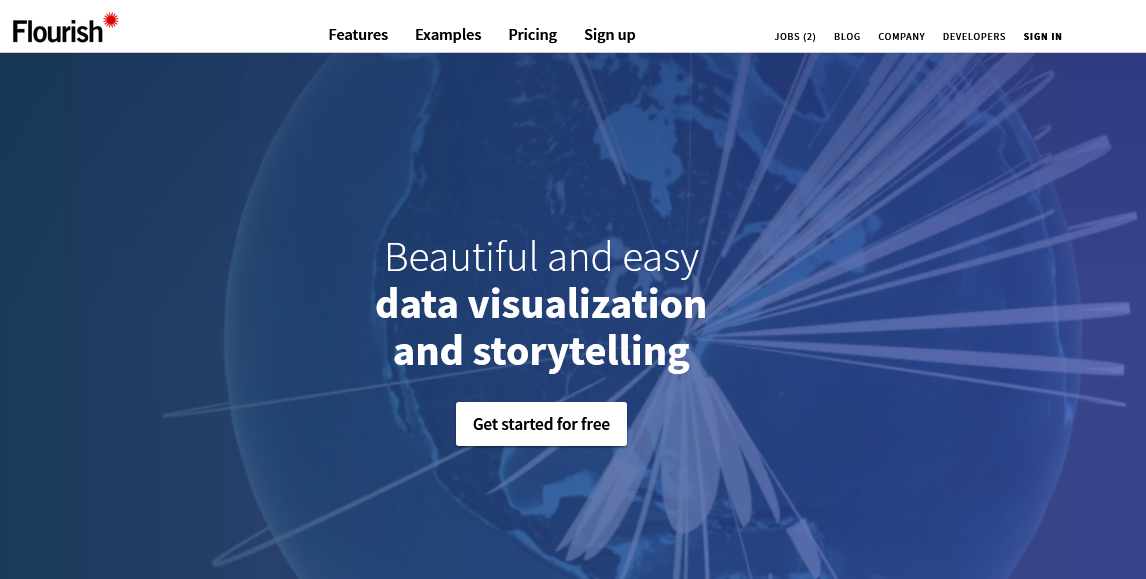 Flourish
Features Examples Pricing Sign up
JOBS (2) BLOG COMPANY DEVELOPERS SIGN IN
Beautiful and easy
data visualization
and storytelling
Get started for free